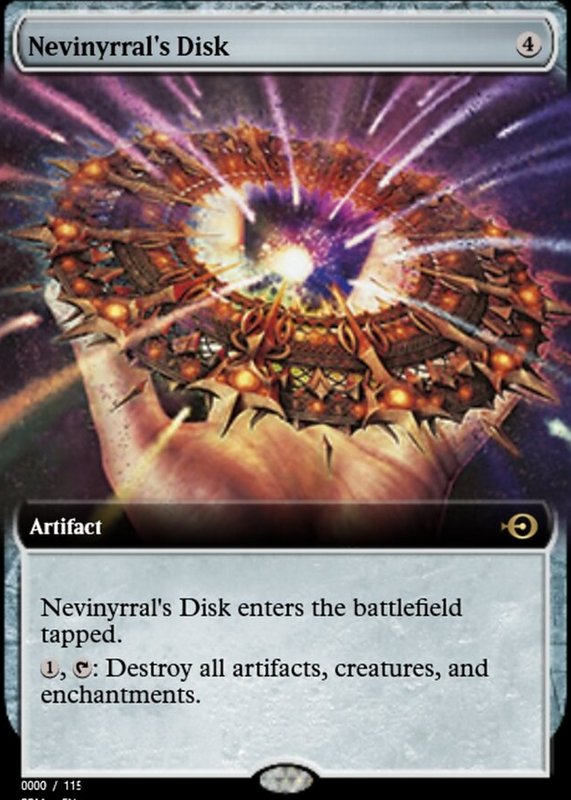 Nevinyrral's Disk 4
Artifact
Nevinyrral's Disk enters the battlefield
tapped.
1, : Destroy all artifacts, creatures, and
enchantments.
0000 / 115